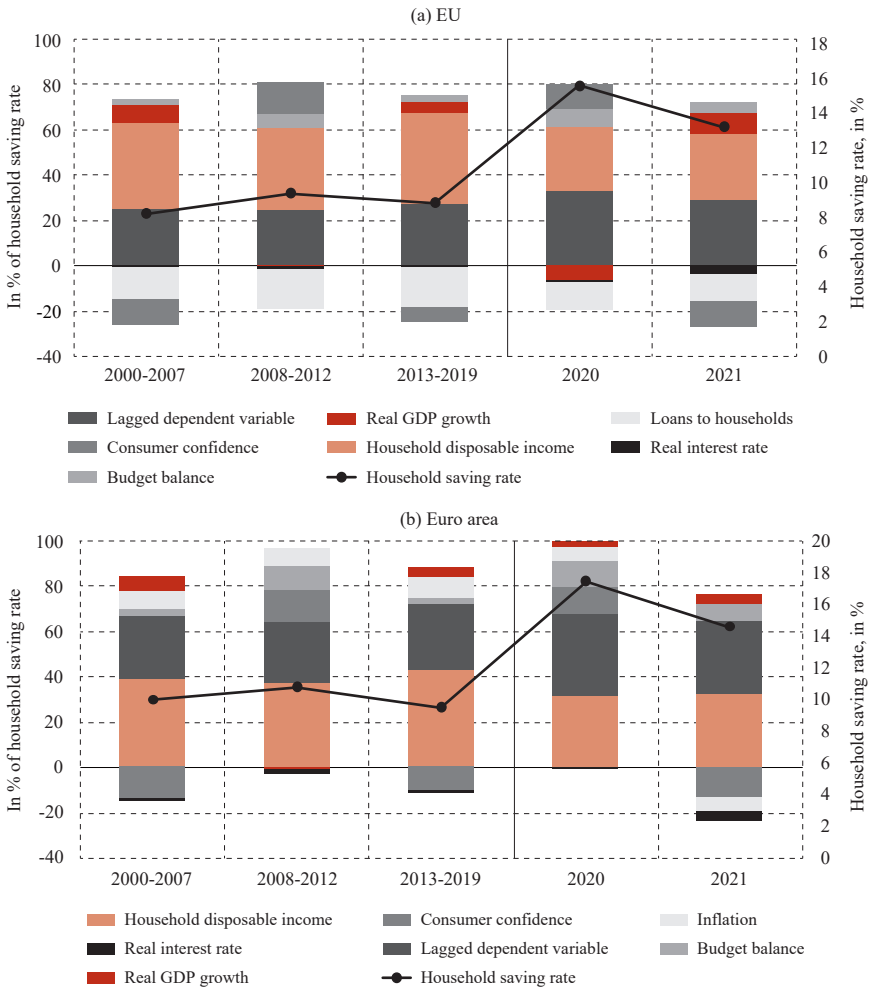 (a) EU
In % of household saving rate
100
80
60
40
20
0
-20
-40
18
16
14
12
10
8
6
4
2
0
Household saving rate, in %
2000-2007 2008-2012 2013-2019 2020 2021
Lagged dependent variable Real GDP growth Loans to households
Consumer confidence Household disposable income Real interest rate
Budget balance Household saving rate
(b) Euro area
In % of household saving rate
100
80
60
40
20
0
-20
-40
20
18
16
14
12
10
8
6
4
2
0
Household saving rate, in %
2000-2007 2008-2012 2013-2019 2020 2021
Household disposable income Consumer confidence Inflation
Real interest rate Lagged dependent variable Budget balance
Real GDP growth Household saving rate